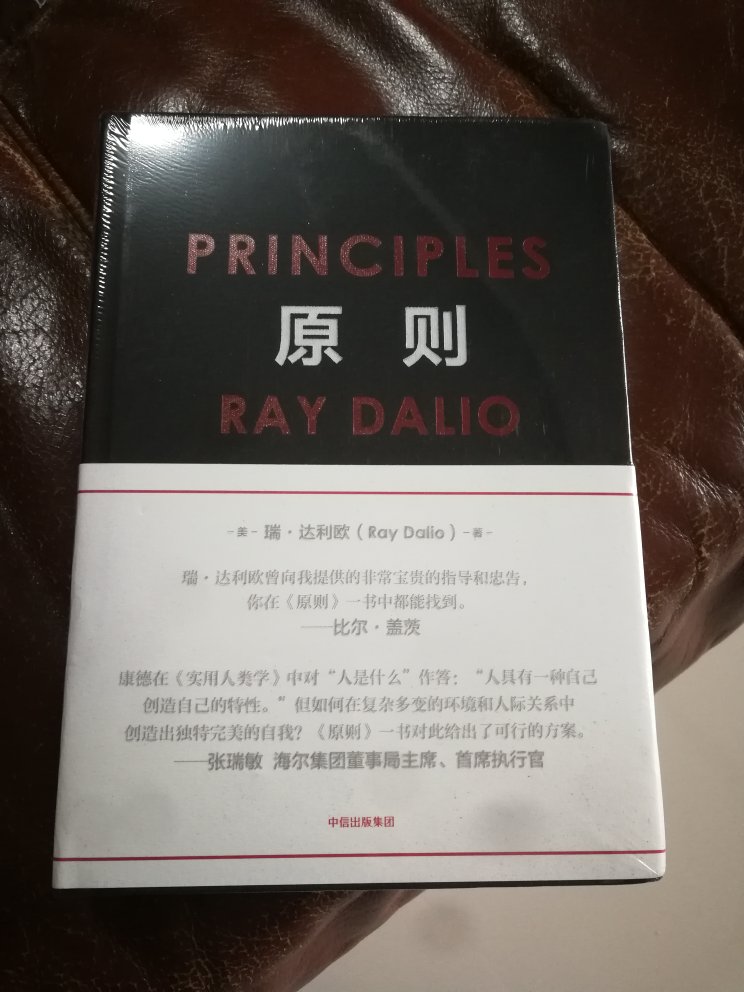 PRINCIPLES
原则
RAY DALIO
-美- 瑞·达利欧(Ray Dalio) -著-
瑞·达利欧曾向我提供的非常宝贵的指导和忠告，
你在《原则》一书中都能找到。
——比尔·盖茨
康德在《实用人类学》中对“人是什么”作答：“人具有一种自己
创造自己的特性。”但如何在复杂多变的环境和人际关系中
创造出独特完美的自我？《原则》一书对此给出了可行的方案。
——张瑞敏 海尔集团董事局主席、首席执行官
中信出版集团